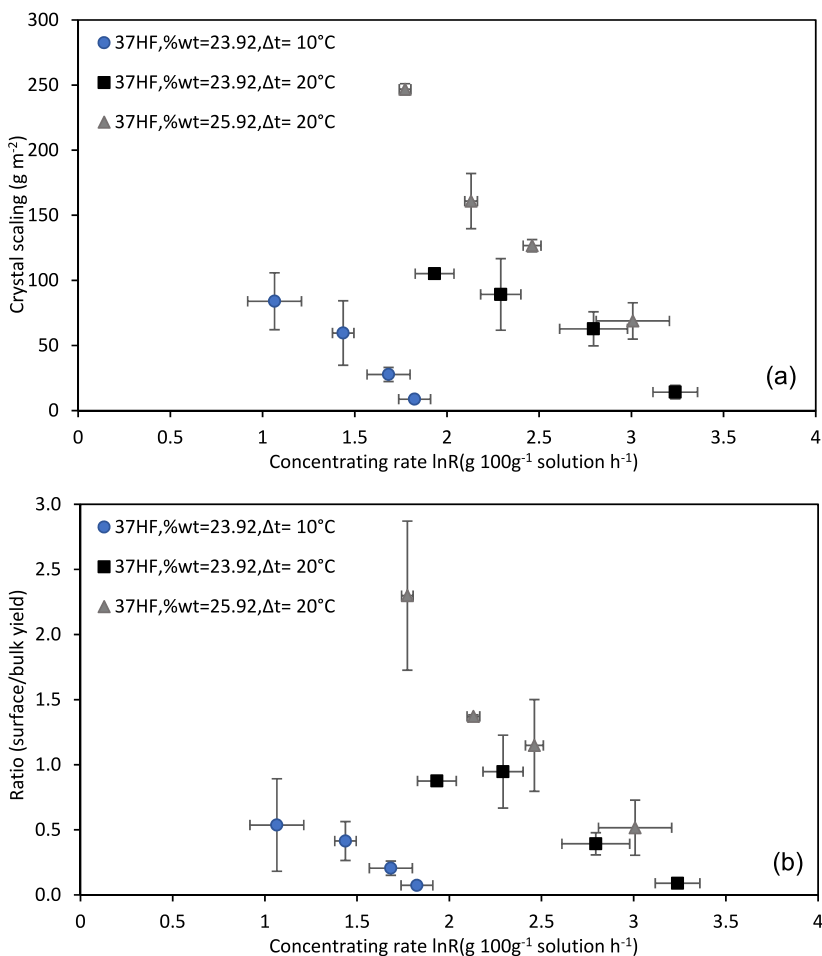 300
250
200
150
100
50
0
Crystal scaling (g m⁻²)
37HF,%wt=23.92,Δt= 10°C
37HF,%wt=23.92,Δt= 20°C
37HF,%wt=25.92,Δt= 20°C
(a)
0 0.5 1 1.5 2 2.5 3 3.5 4
Concentrating rate lnR(g 100g⁻¹ solution h⁻¹)
3.0
2.5
2.0
1.5
1.0
0.5
0.0
Ratio (surface/bulk yield)
37HF,%wt=23.92,Δt= 10°C
37HF,%wt=23.92,Δt= 20°C
37HF,%wt=25.92,Δt= 20°C
(b)
0 0.5 1 1.5 2 2.5 3 3.5 4
Concentrating rate lnR(g 100g⁻¹ solution h⁻¹)